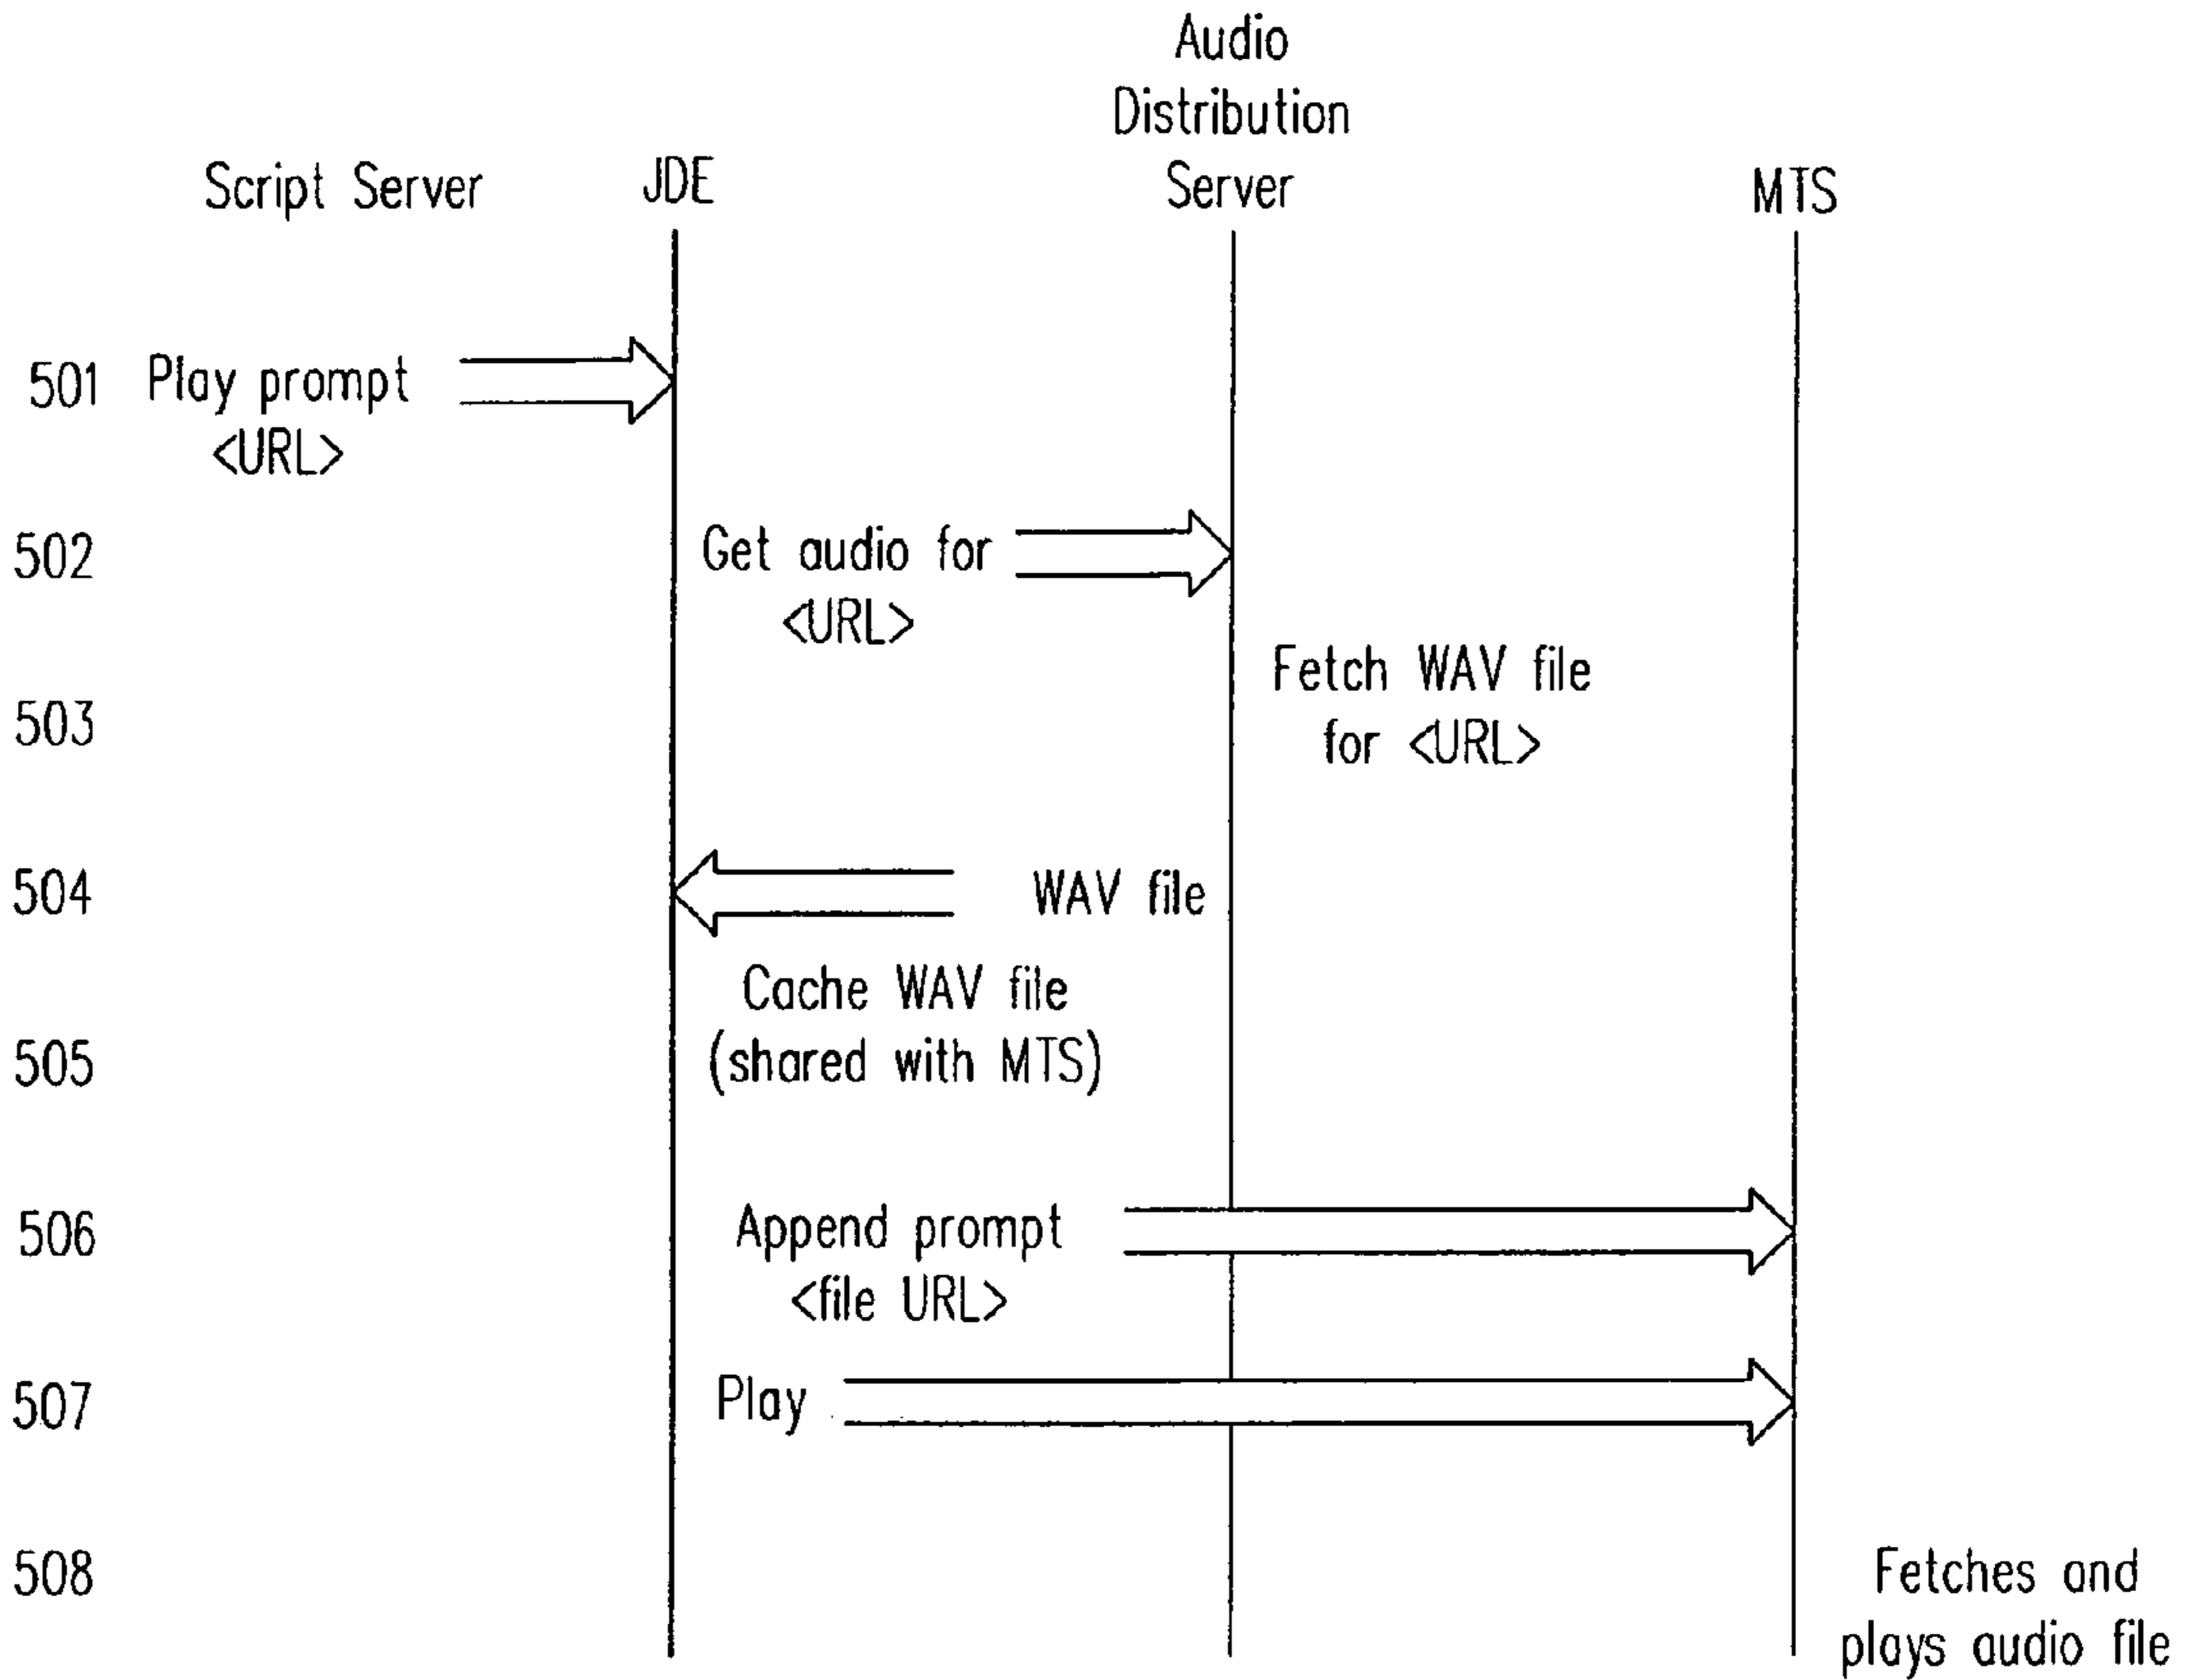 Audio
Distribution
Script Server JDE Server MTS
501 Play prompt
<URL>
502 Get audio for
<URL>
Fetch WAV file
503
for <URL>
504 WAV file
Cache WAV file
505 (shared with MTS)
506 Append prompt
<file URL>
507 Play
508 Fetches and
plays audio file